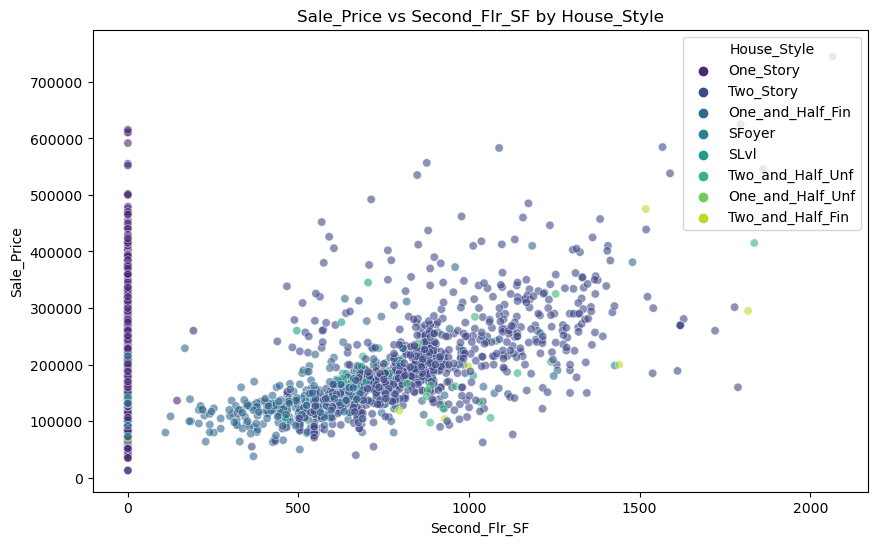 Sale_Price vs Second_Flr_SF by House_Style
House_Style
One_Story
Two_Story
One_and_Half_Fin
SFoyer
SLvl
Two_and_Half_Unf
One_and_Half_Unf
Two_and_Half_Fin
Sale_Price
700000
600000
500000
400000
300000
200000
100000
0
0 500 1000 1500 2000
Second_Flr_SF